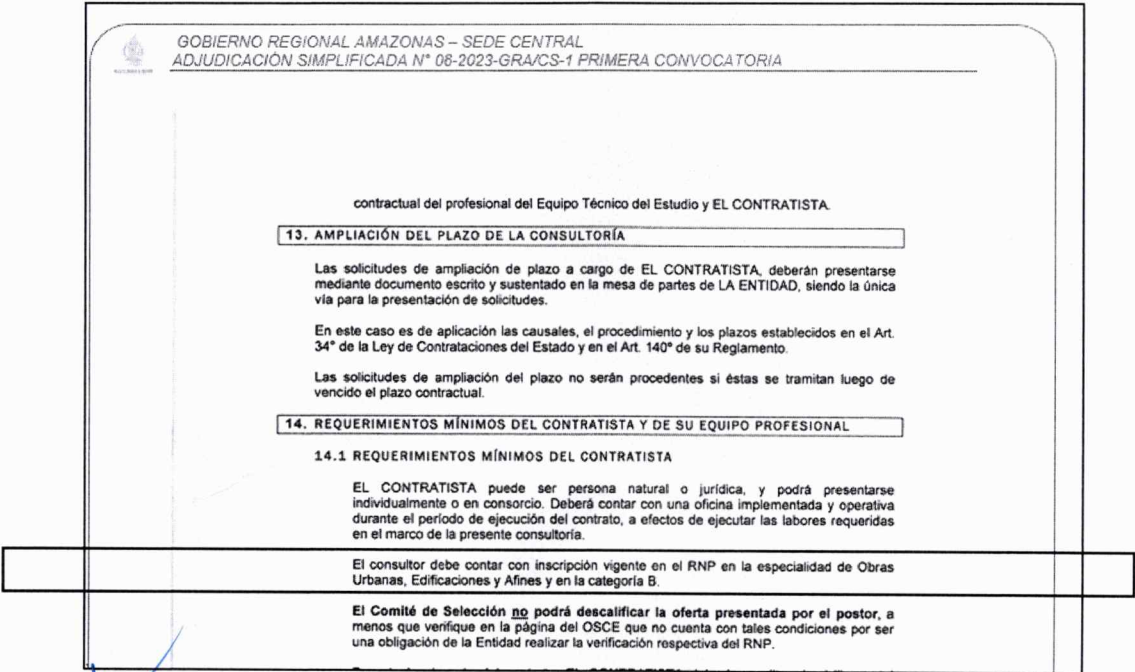 GOBIERNO REGIONAL AMAZONAS – SEDE CENTRAL
ADJUDICACIÓN SIMPLIFICADA N° 06-2023-GRA/CS-1 PRIMERA CONVOCATORIA
contractual del profesional del Equipo Técnico del Estudio y EL CONTRATISTA.
13. AMPLIACIÓN DEL PLAZO DE LA CONSULTORÍA
Las solicitudes de ampliación de plazo a cargo de EL CONTRATISTA, deberán presentarse
mediante documento escrito y sustentado en la mesa de partes de LA ENTIDAD, siendo la única
vía para la presentación de solicitudes.
En este caso es de aplicación las causales, el procedimiento y los plazos establecidos en el Art.
34° de la Ley de Contrataciones del Estado y en el Art. 140° de su Reglamento.
Las solicitudes de ampliación del plazo no serán procedentes si éstas se tramitan luego de
vencido el plazo contractual.
14. REQUERIMIENTOS MÍNIMOS DEL CONTRATISTA Y DE SU EQUIPO PROFESIONAL
14.1 REQUERIMIENTOS MÍNIMOS DEL CONTRATISTA
EL CONTRATISTA puede ser persona natural o jurídica, y podrá presentarse
individualmente o en consorcio. Deberá contar con una oficina implementada y operativa
durante el período de ejecución del contrato, a efectos de ejecutar las labores requeridas
en el marco de la presente consultoría.
El consultor debe contar con inscripción vigente en el RNP en la especialidad de Obras
Urbanas, Edificaciones y Afines y en la categoría B.
El Comité de Selección no podrá descalificar la oferta presentada por el postor, a
menos que verifique en la página del OSCE que no cuenta con tales condiciones por ser
una obligación de la Entidad realizar la verificación respectiva del RNP.